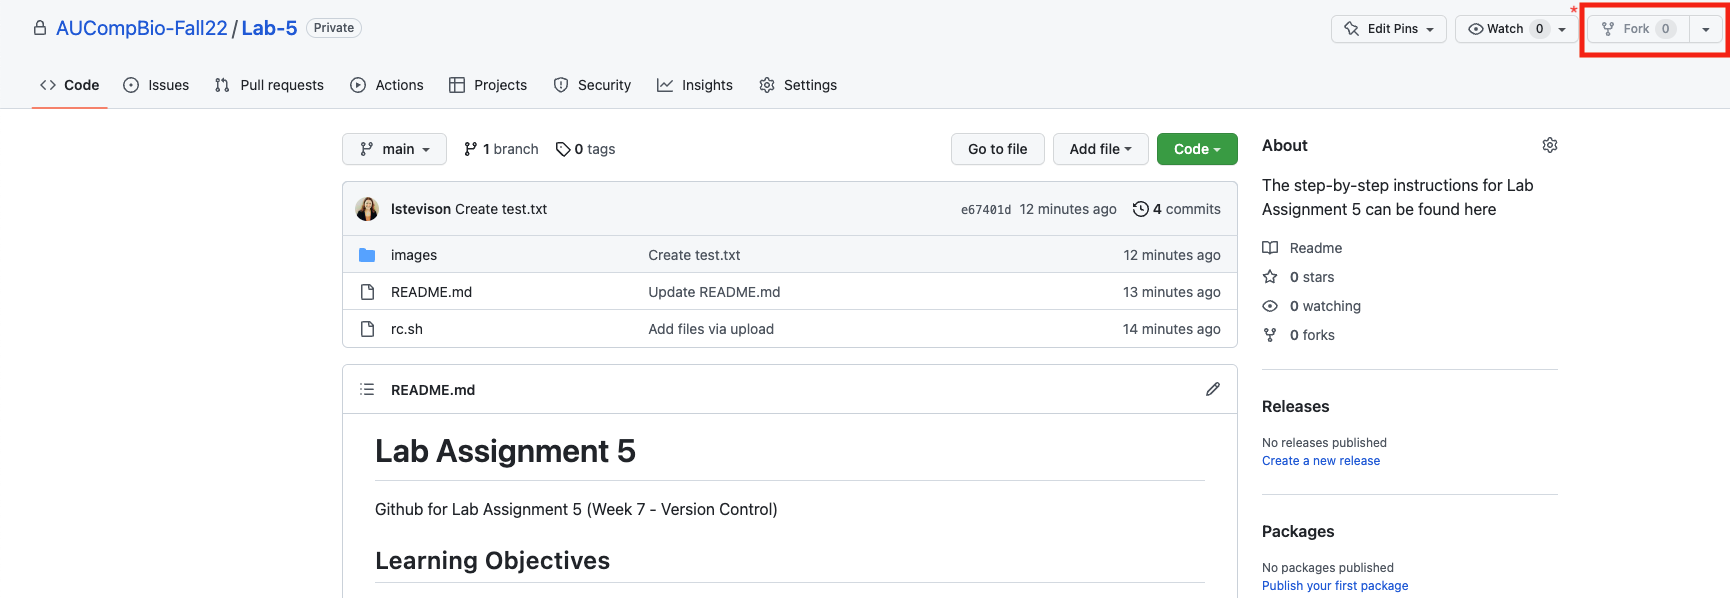 AUCompBio-Fall22 / Lab-5 Private
Edit Pins Watch 0 * Fork 0
Code Issues Pull requests Actions Projects Security Insights Settings
main 1 branch 0 tags Go to file Add file Code
lstevison Create test.txt e67401d 12 minutes ago 4 commits
images Create test.txt 12 minutes ago
README.md Update README.md 13 minutes ago
rc.sh Add files via upload 14 minutes ago
README.md
Lab Assignment 5
Github for Lab Assignment 5 (Week 7 - Version Control)
Learning Objectives
About
The step-by-step instructions for Lab
Assignment 5 can be found here
Readme
0 stars
0 watching
0 forks
Releases
No releases published
Create a new release
Packages
No packages published
Publish your first package